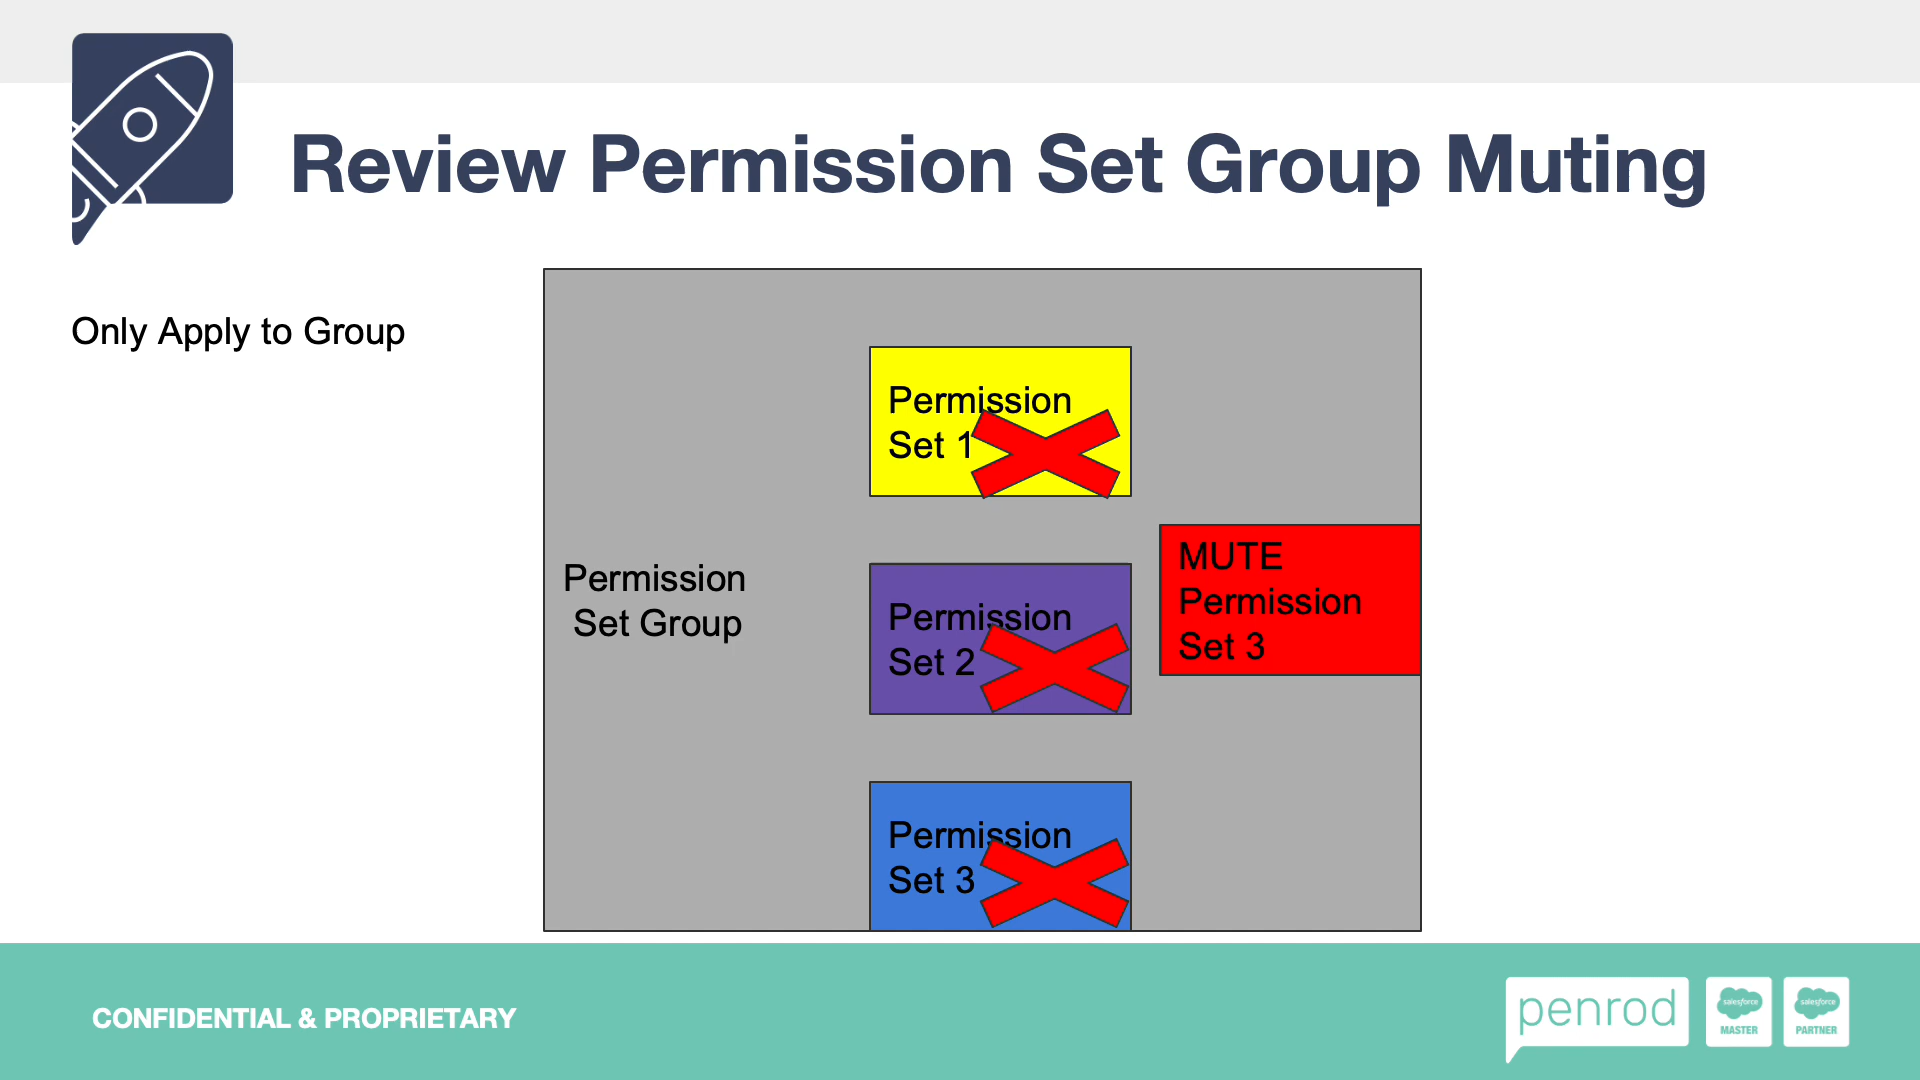 Review Permission Set Group Muting
Only Apply to Group
Permission
Set 1
Permission
Set Group
Permission
Set 2
MUTE
Permission
Set 3
Permission
Set 3
CONFIDENTIAL & PROPRIETARY
penrod
salesforce
MASTER
salesforce
PARTNER